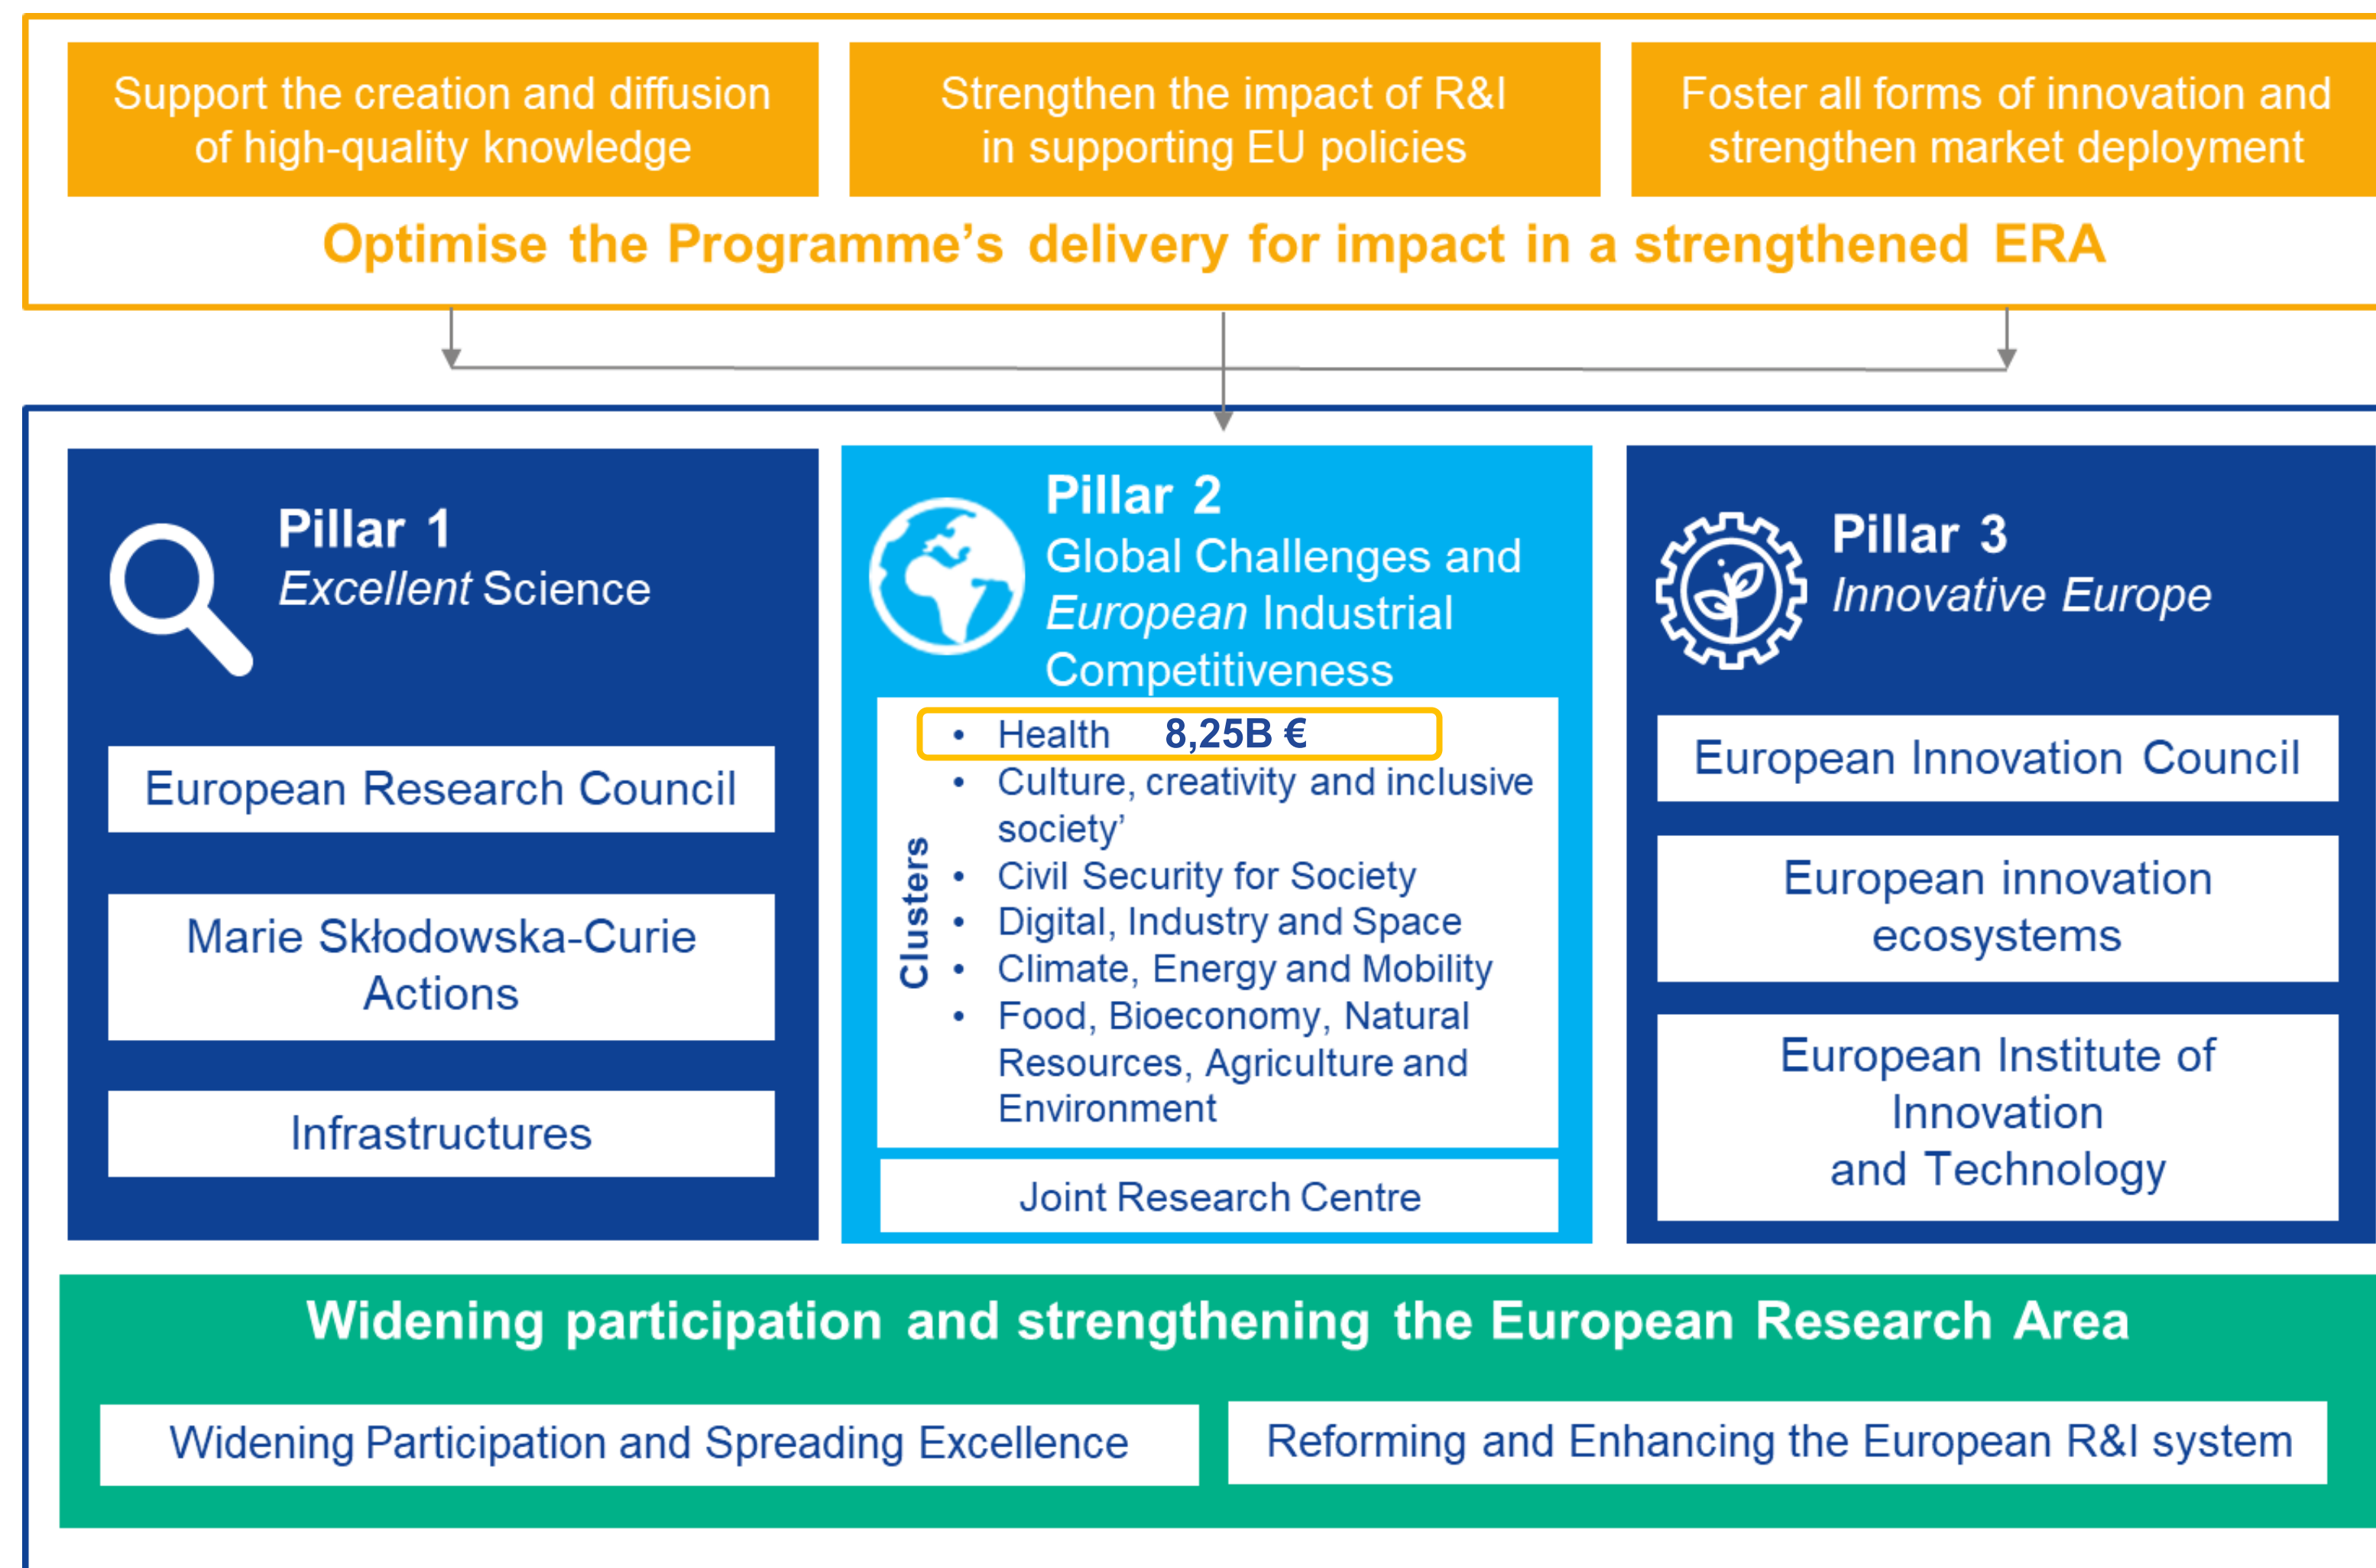 Support the creation and diffusion
of high-quality knowledge
Strengthen the impact of R&I
in supporting EU policies
Foster all forms of innovation and
strengthen market deployment
Optimise the Programme’s delivery for impact in a strengthened ERA
Pillar 1
Excellent Science
European Research Council
Marie Skłodowska-Curie
Actions
Infrastructures
Pillar 2
Global Challenges and
European Industrial
Competitiveness
Clusters
• Health 8,25B €
• Culture, creativity and inclusive
society’
• Civil Security for Society
• Digital, Industry and Space
• Climate, Energy and Mobility
• Food, Bioeconomy, Natural
Resources, Agriculture and
Environment
Joint Research Centre
Pillar 3
Innovative Europe
European Innovation Council
European innovation
ecosystems
European Institute of
Innovation
and Technology
Widening participation and strengthening the European Research Area
Widening Participation and Spreading Excellence
Reforming and Enhancing the European R&I system